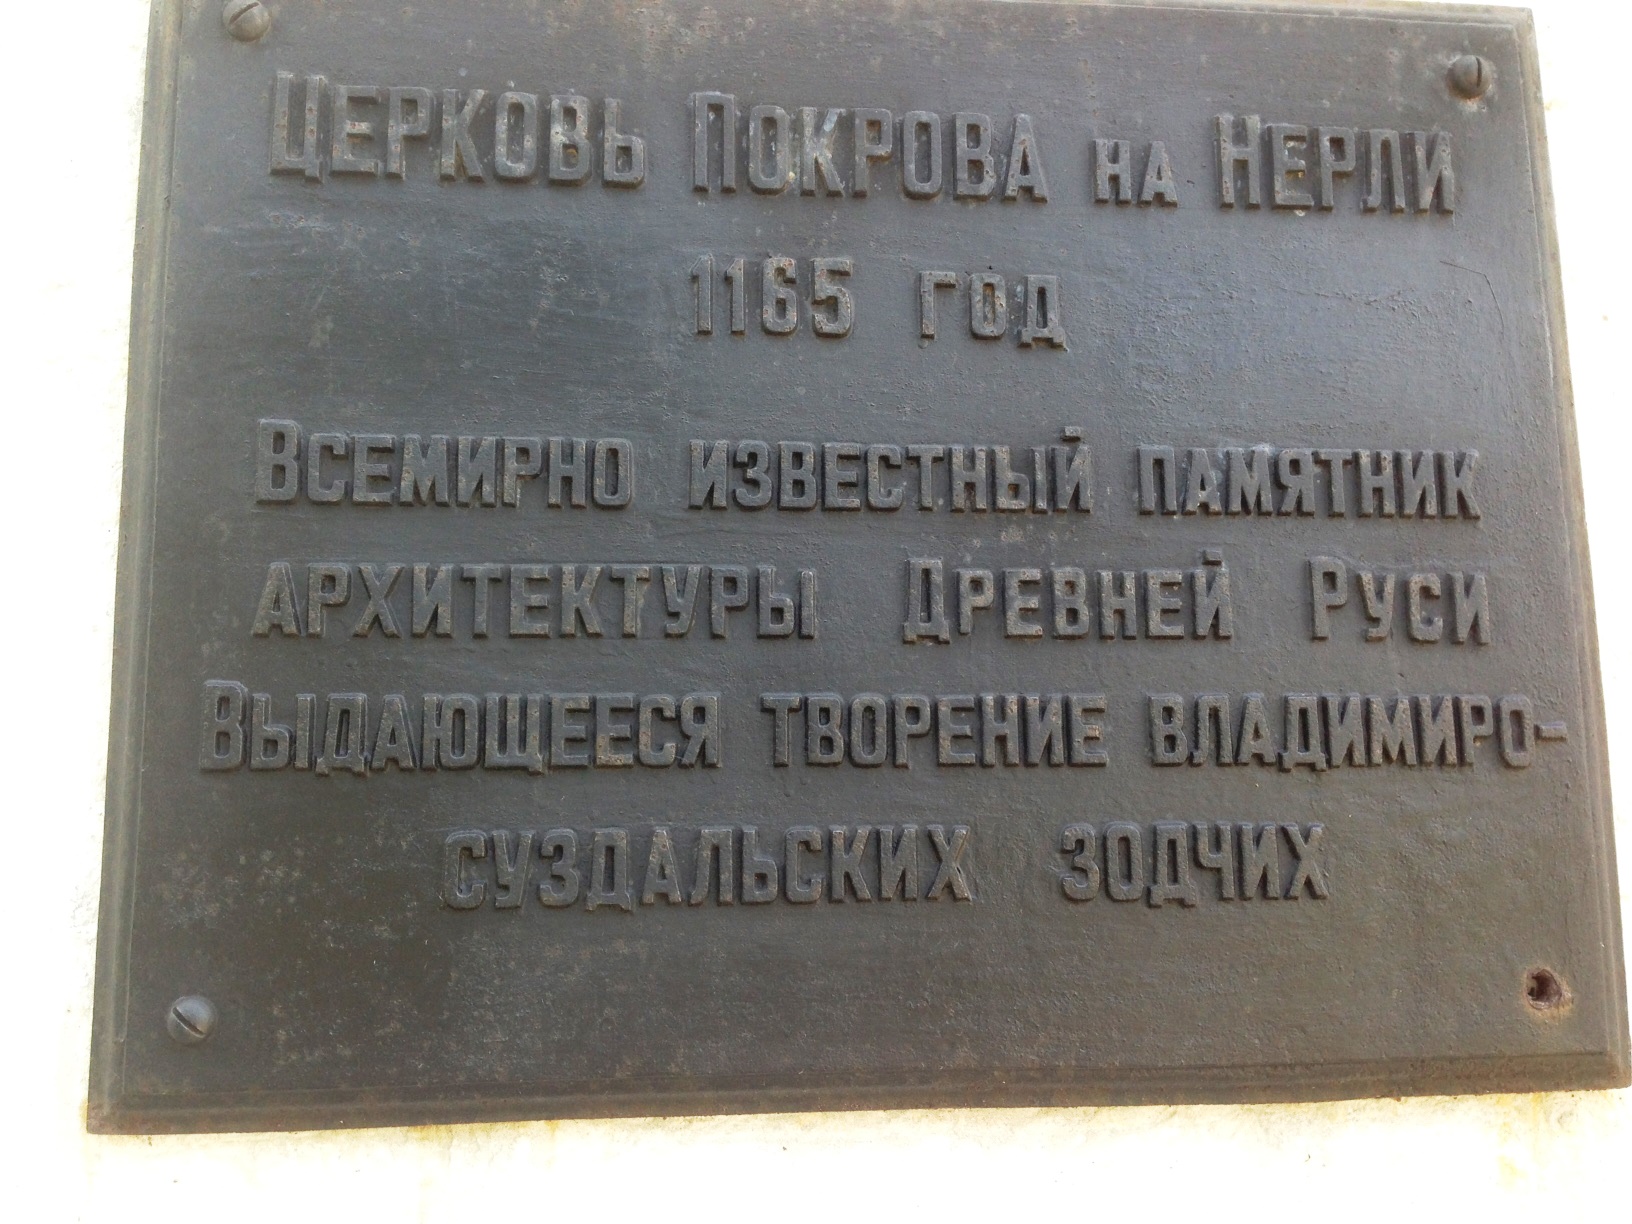 Церковь Покрова на Нерли
1165 год
Всемирно известный памятник
архитектуры Древней Руси
Выдающееся творение владимиро-
суздальских зодчих